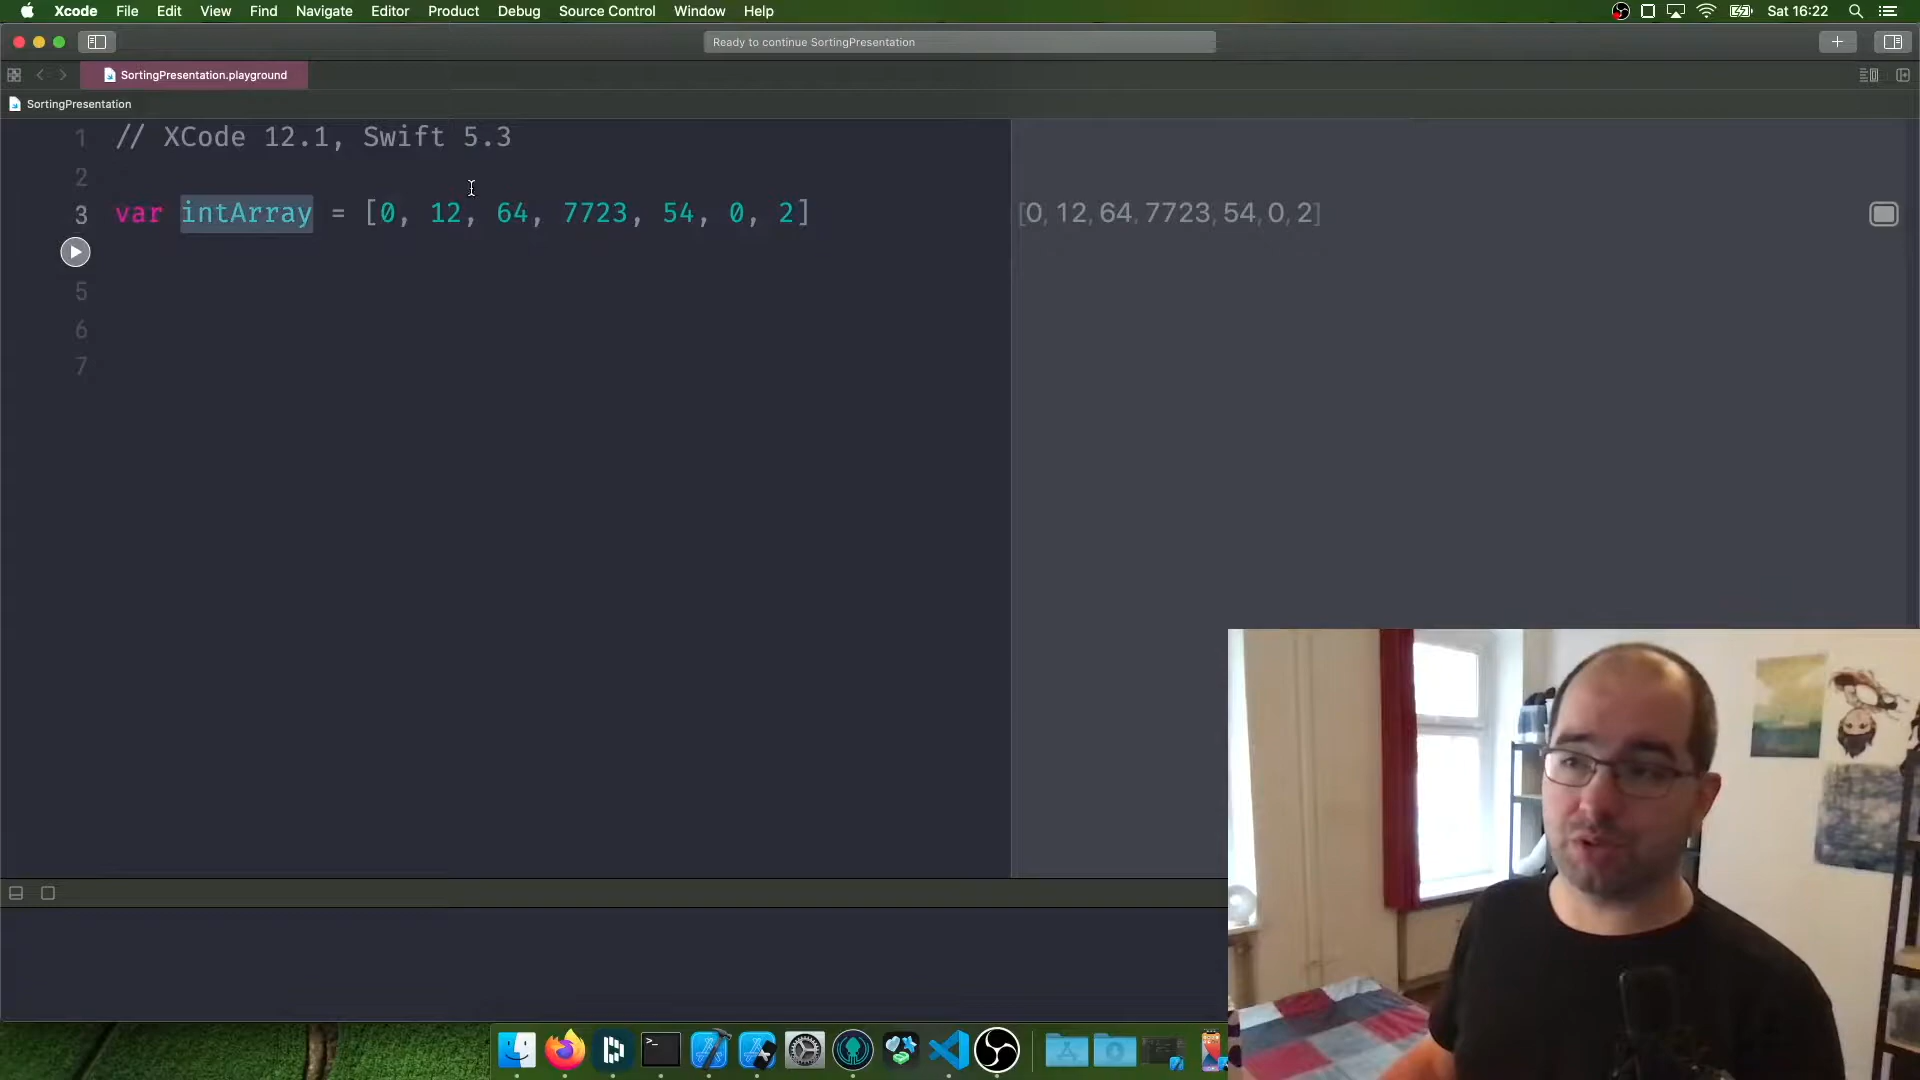 Xcode File Edit View Find Navigate Editor Product Debug Source Control Window Help Sat 16:22
Ready to continue SortingPresentation
SortingPresentation.playground
SortingPresentation
1 // XCode 12.1, Swift 5.3
2
3 var intArray = [0, 12, 64, 7723, 54, 0, 2] [0, 12, 64, 7723, 54, 0, 2]
5
6
7